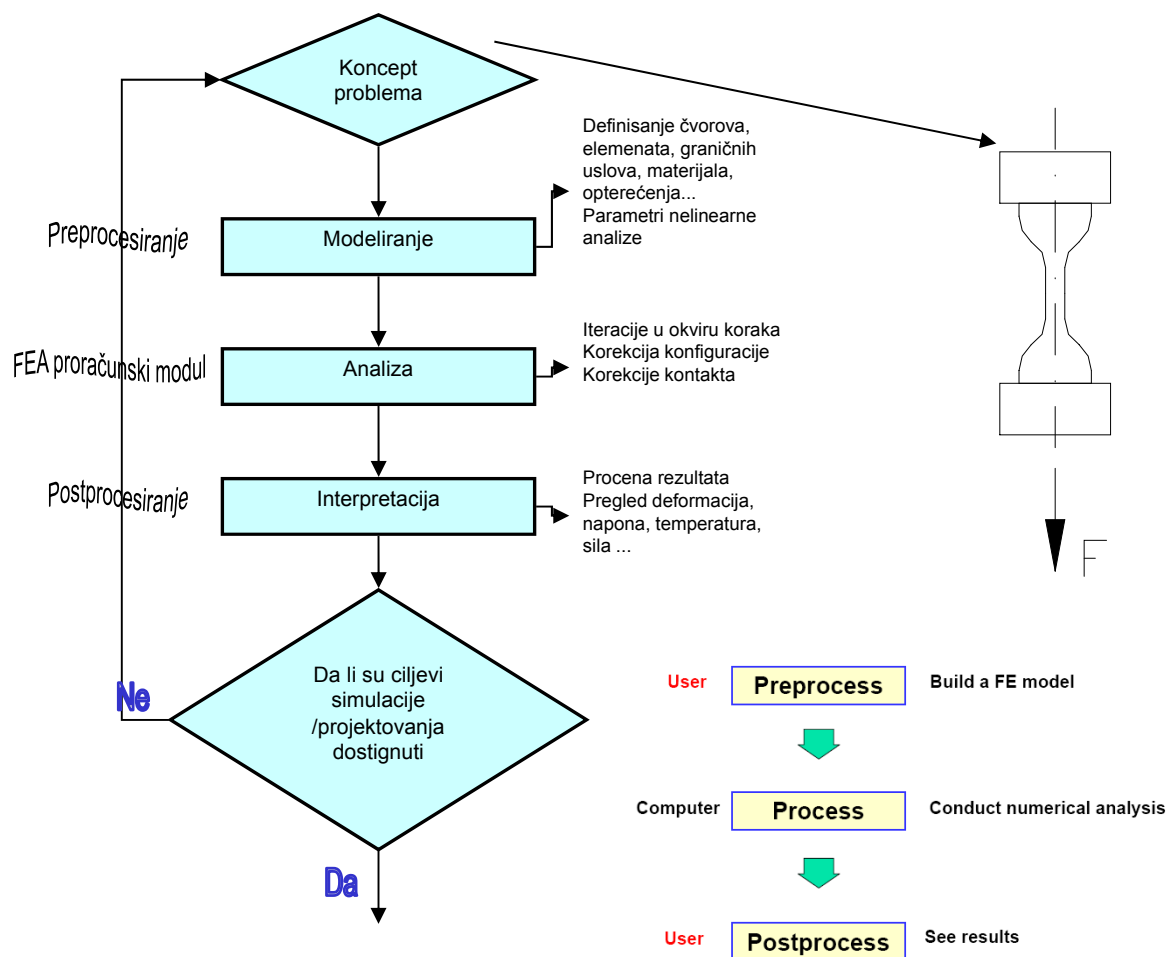 Koncept
problema
Definisanje čvorova,
elemenata, graničnih
uslova, materijala,
opterećenja...
Parametri nelinearne
analize
Preprocesiranje
Modeliranje
FEA proračunski modul
Analiza
Iteracije u okviru koraka
Korekcija konfiguracije
Korekcije kontakta
Postprocesiranje
Interpretacija
Procena rezultata
Pregled deformacija,
napona, temperatura,
sila ...
F
Da li su ciljevi
simulacije
/projektovanja
dostignuti
Ne
Da
User
Preprocess
Build a FE model
Computer
Process
Conduct numerical analysis
User
Postprocess
See results